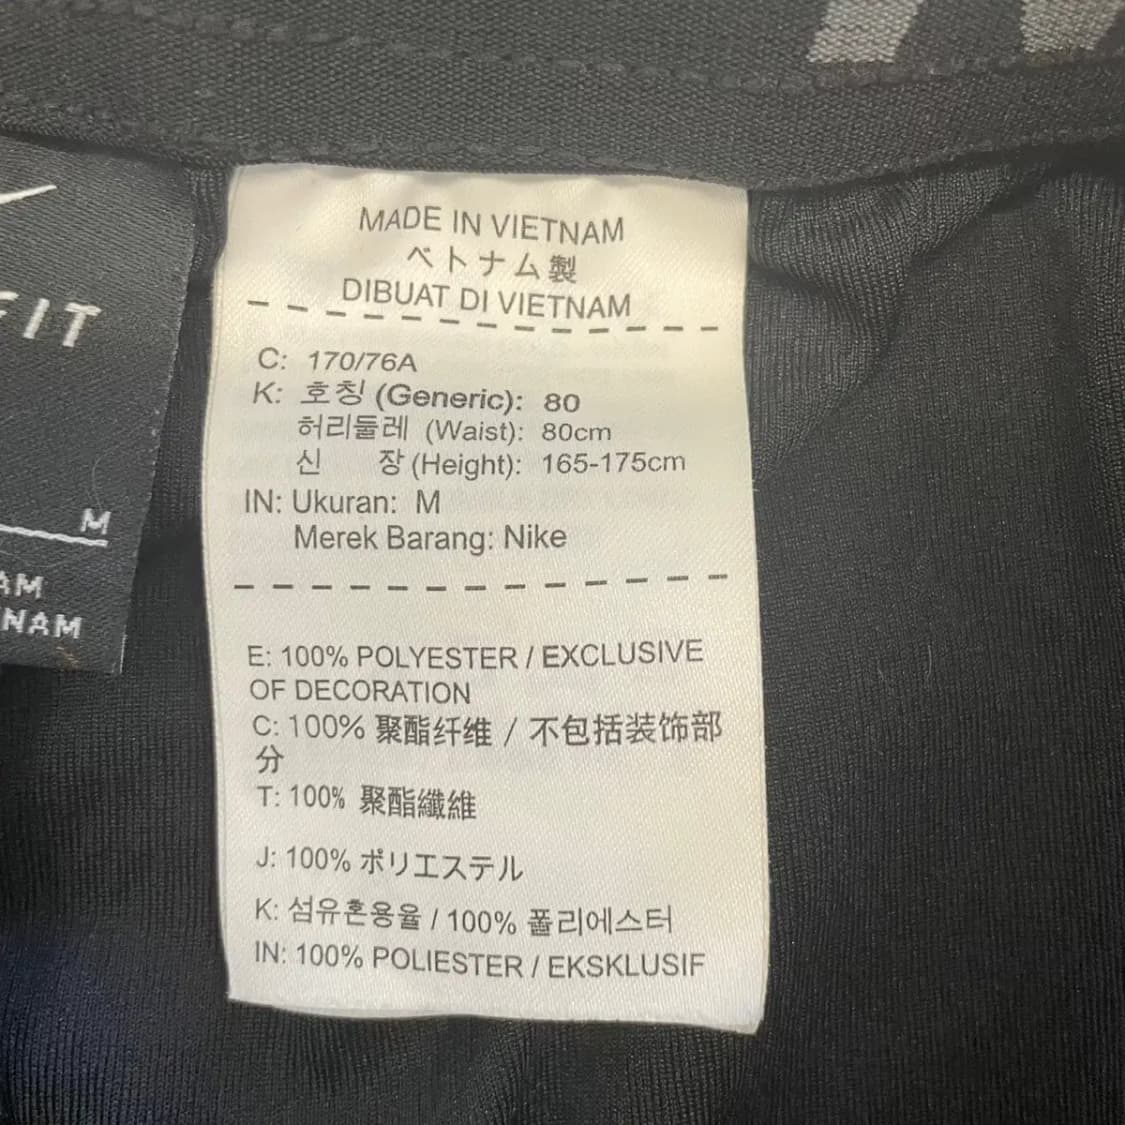 MADE IN VIETNAM
ベトナム製
DIBUAT DI VIETNAM
C: 170/76A
K: 호칭 (Generic): 80
허리둘레 (Waist): 80cm
신 장 (Height): 165-175cm
IN: Ukuran: M
Merek Barang: Nike
E: 100% POLYESTER / EXCLUSIVE
OF DECORATION
C: 100% 聚酯纤维 / 不包括装饰部
分
T: 100% 聚酯纖維
J: 100% ポリエステル
K: 섬유혼용율 / 100% 폴리에스터
IN: 100% POLIESTER / EKSKLUSIF
FIT
M
AM
NAM